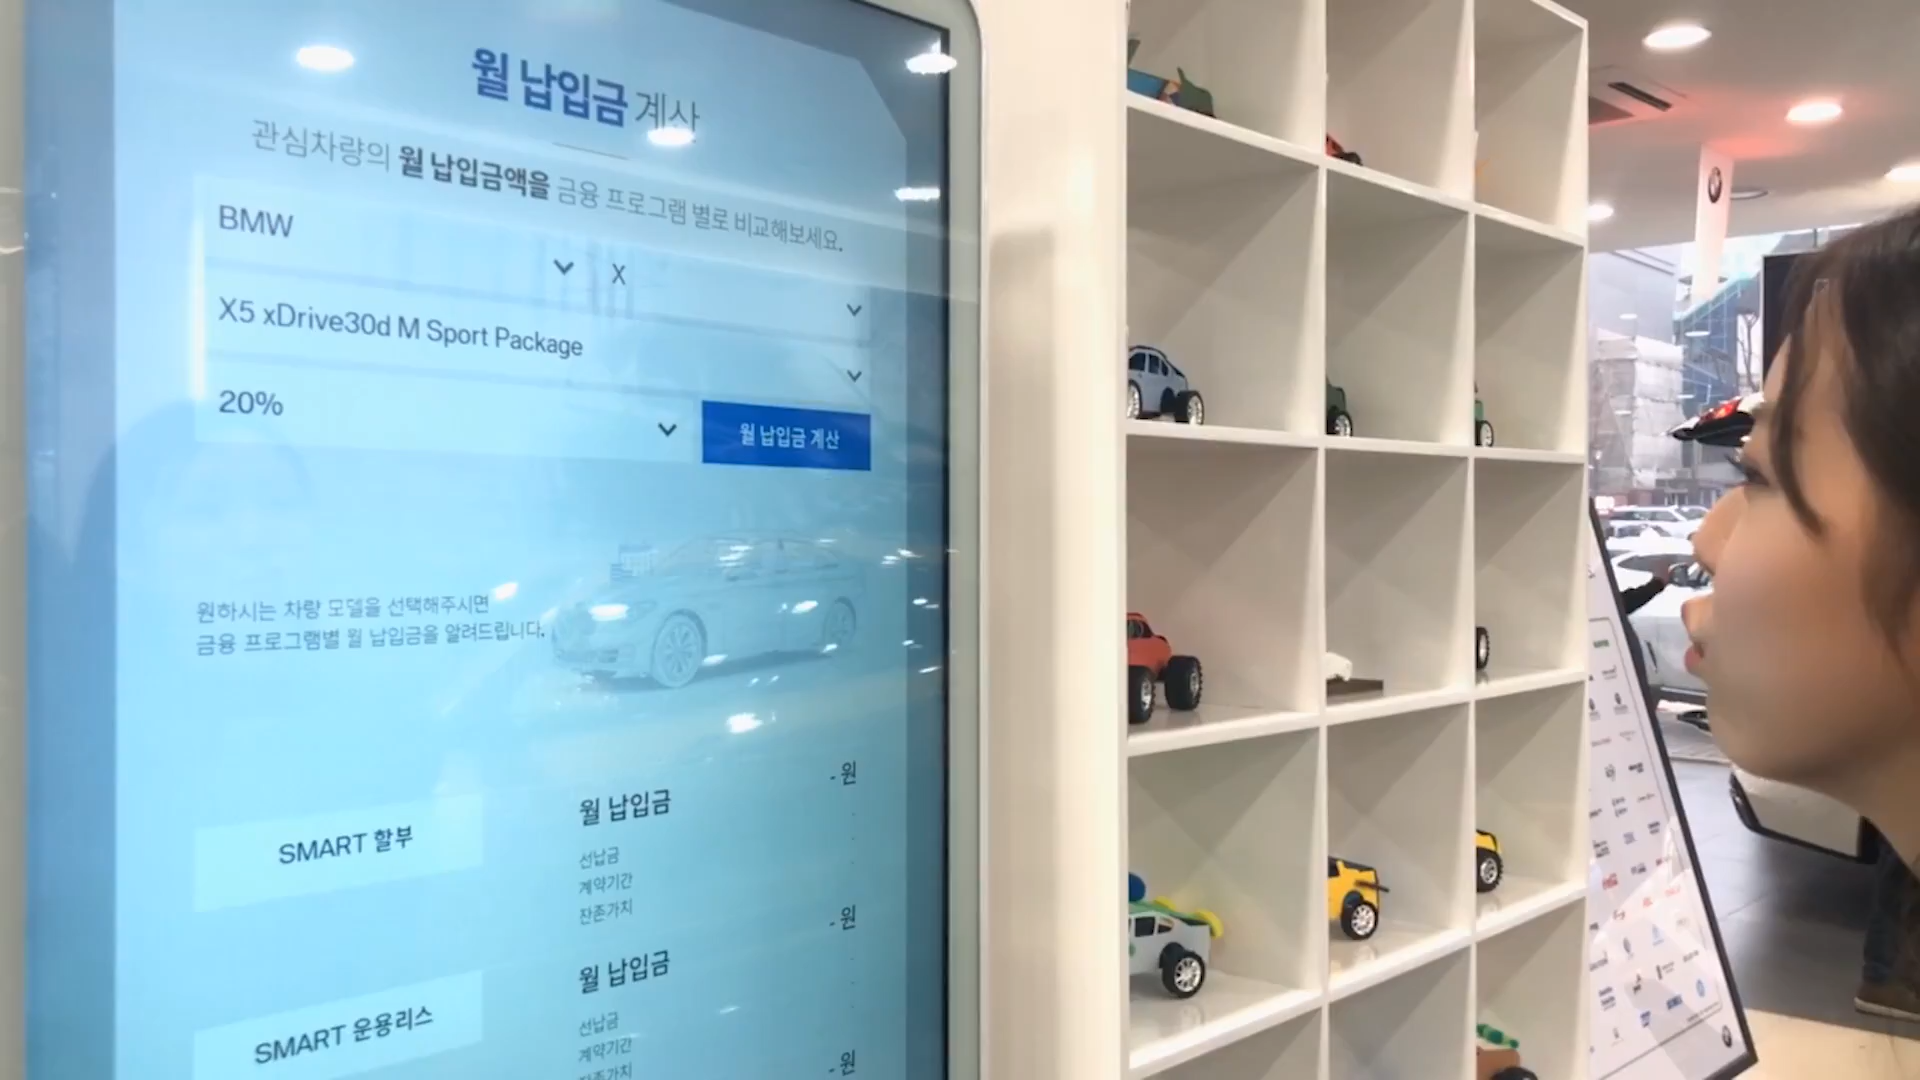 월 납입금 계산
관심차량의 월 납입금액을 금융 프로그램 별로 비교해보세요.
BMW
X
X5 xDrive30d M Sport Package
20%
월 납입금 계산
원하시는 차량 모델을 선택해주시면
금융 프로그램별 월 납입금을 알려드립니다.
SMART 할부
월 납입금
- 원
선납금
계약기간
잔존가치
SMART 운용리스
월 납입금
- 원
선납금
계약기간
잔존가치
- 원